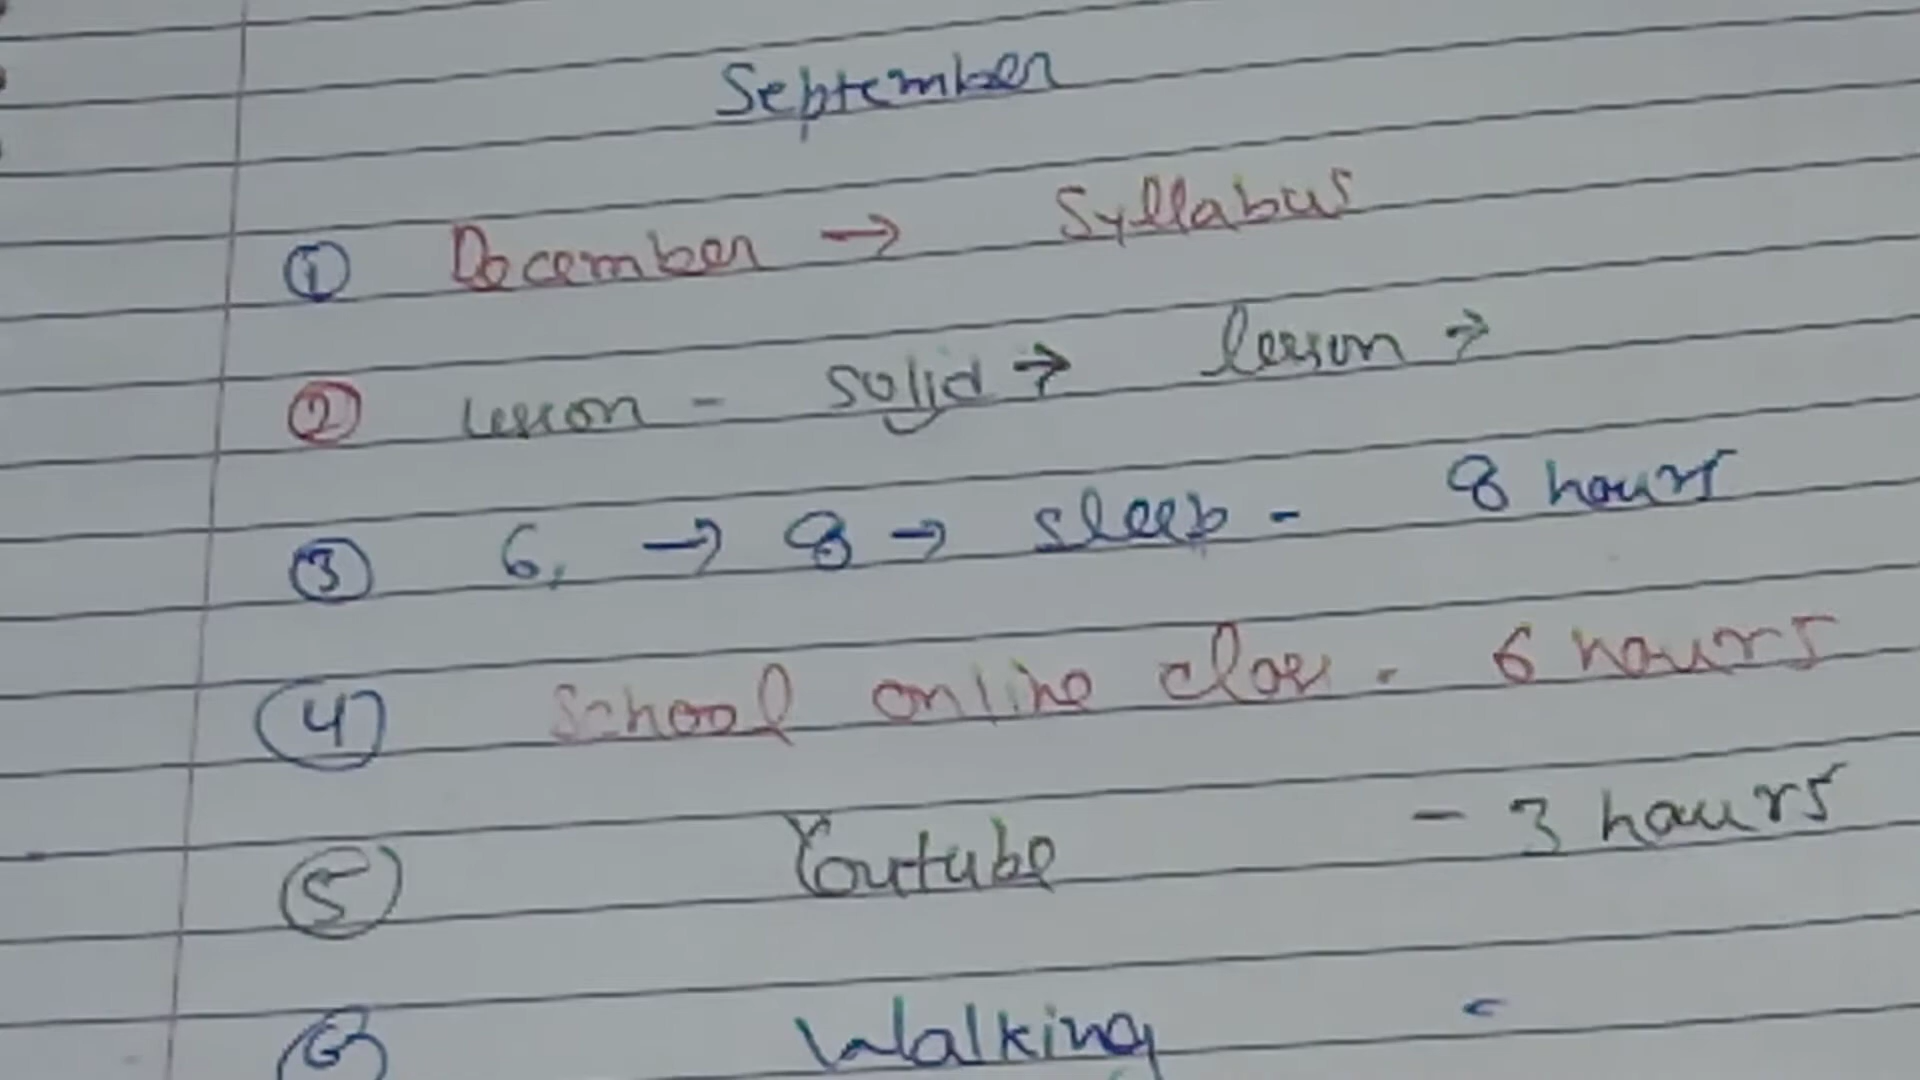 September
① December → Syllabus
② lesson - solid → lesson →
③ 6, → 8 → sleep - 8 hours
④ School online class - 6 hours
⑤ Youtube - 3 hours
⑥ Walking -